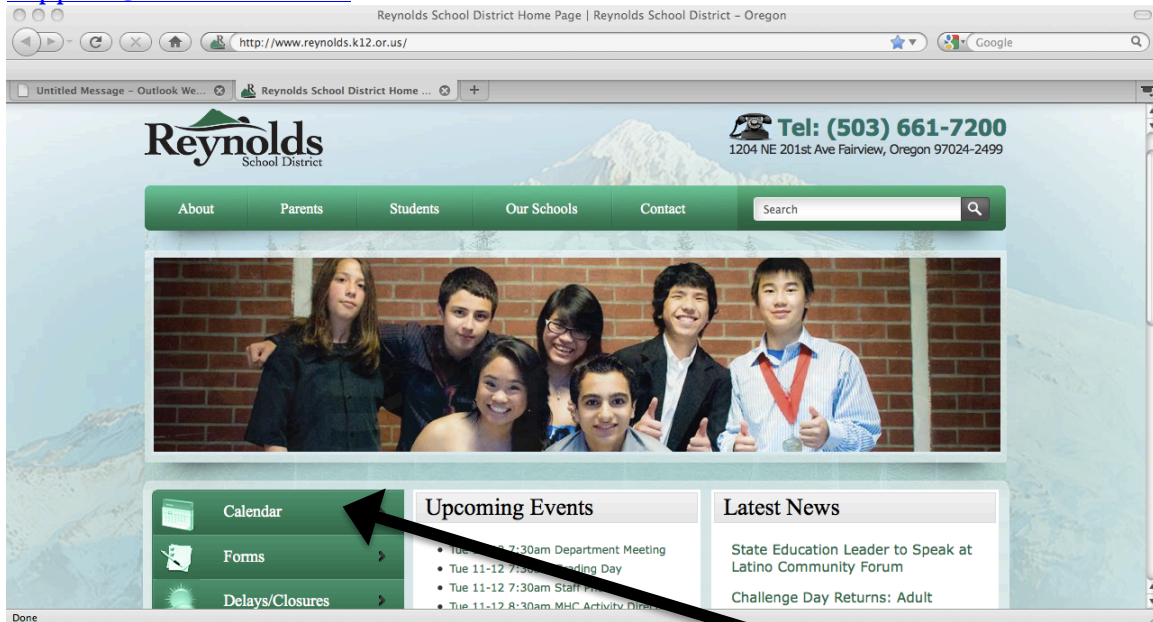 Reynolds School District Home Page | Reynolds School District – Oregon
http://www.reynolds.k12.or.us/
Google
Untitled Message – Outlook We...
Reynolds School District Home ...
Reynolds
School District
Tel: (503) 661-7200
1204 NE 201st Ave Fairview, Oregon 97024-2499
About
Parents
Students
Our Schools
Contact
Search
Calendar
Forms
Delays/Closures
Upcoming Events
Tue 7:30am Department Meeting
Tue 11-12 7:30am Day
Tue 11-12 7:30am Staff
Tue 11-12 8:30am MHC Activity
Latest News
State Education Leader to Speak at
Latino Community Forum
Challenge Day Returns: Adult
Done